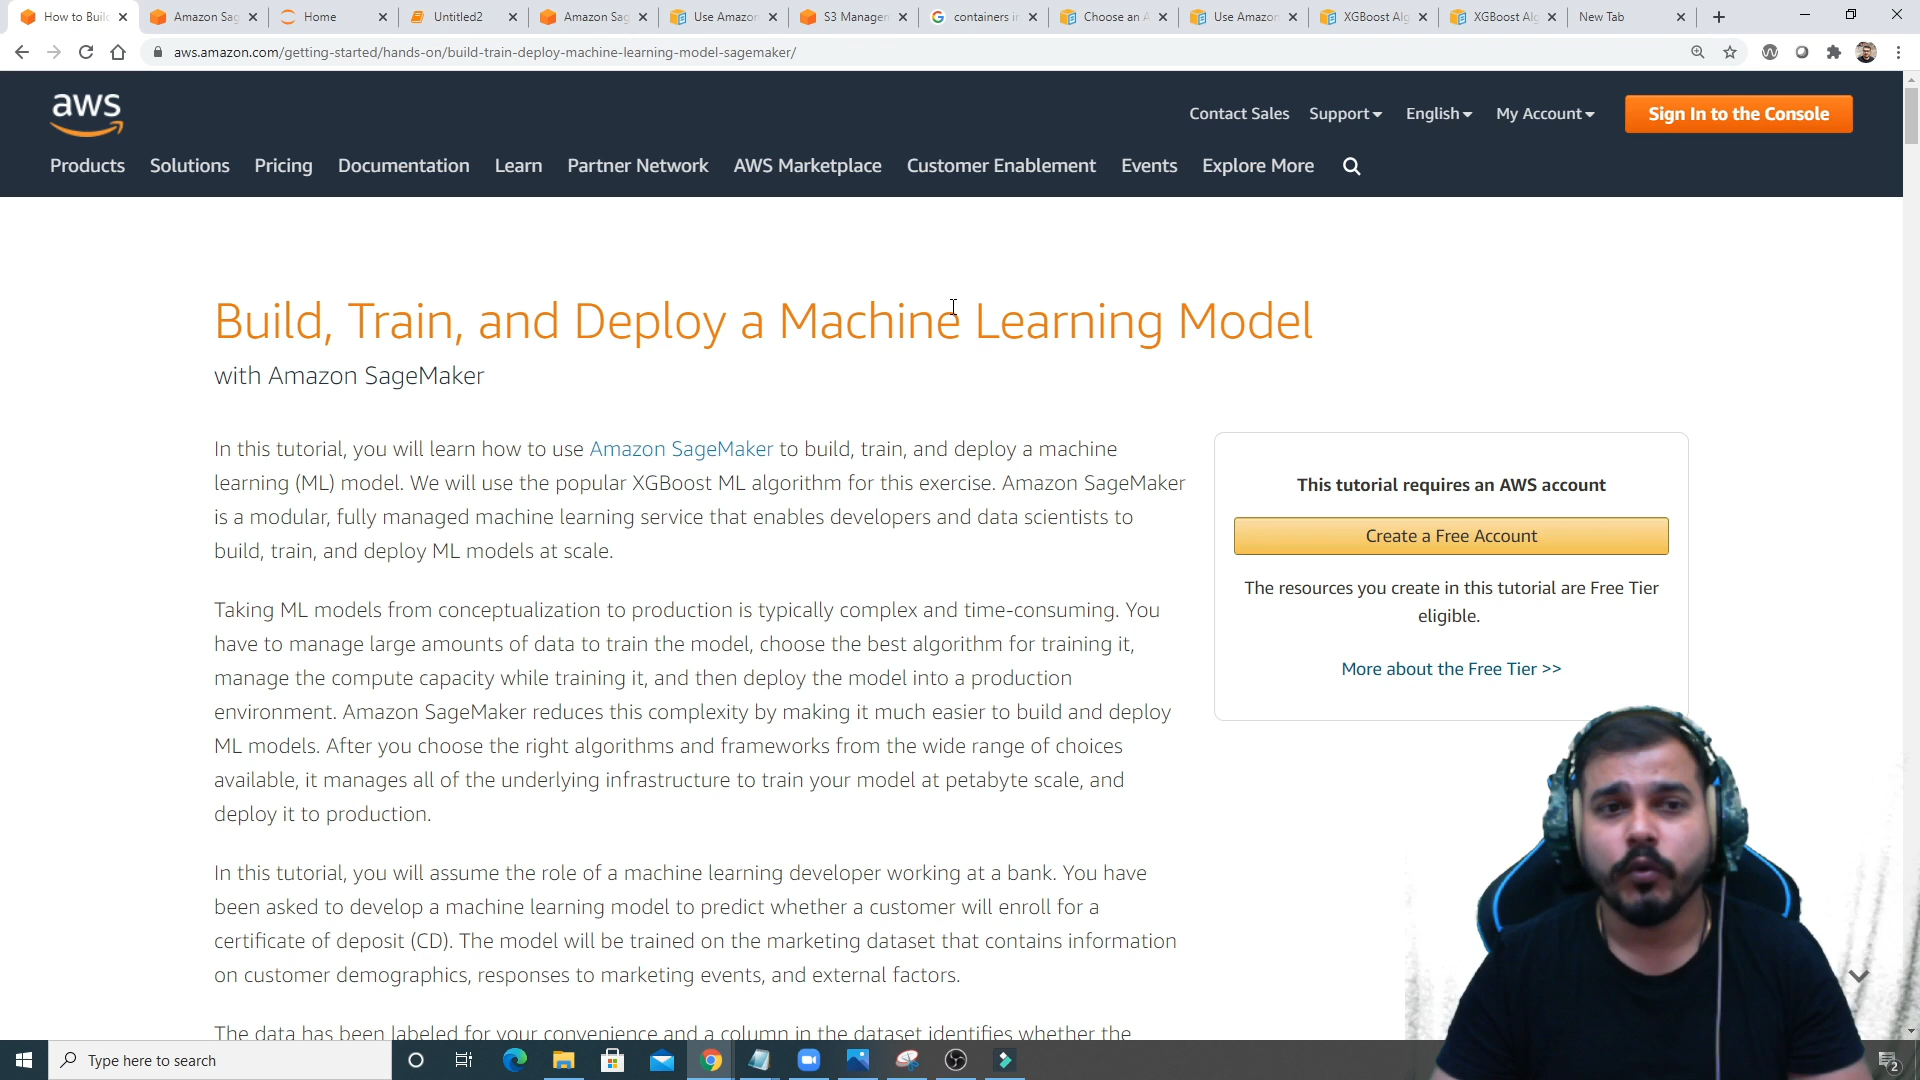 How to Buil
Amazon Sag
Home
Untitled2
Amazon Sag
Use Amazon
S3 Managem
containers in
Choose an A
Use Amazon
XGBoost Alg
XGBoost Alg
New Tab
aws.amazon.com/getting-started/hands-on/build-train-deploy-machine-learning-model-sagemaker/
aws
Contact Sales Support English My Account Sign In to the Console
Products Solutions Pricing Documentation Learn Partner Network AWS Marketplace Customer Enablement Events Explore More
Build, Train, and Deploy a Machine Learning Model
with Amazon SageMaker
In this tutorial, you will learn how to use Amazon SageMaker to build, train, and deploy a machine
learning (ML) model. We will use the popular XGBoost ML algorithm for this exercise. Amazon SageMaker
is a modular, fully managed machine learning service that enables developers and data scientists to
build, train, and deploy ML models at scale.
Taking ML models from conceptualization to production is typically complex and time-consuming. You
have to manage large amounts of data to train the model, choose the best algorithm for training it,
manage the compute capacity while training it, and then deploy the model into a production
environment. Amazon SageMaker reduces this complexity by making it much easier to build and deploy
ML models. After you choose the right algorithms and frameworks from the wide range of choices
available, it manages all of the underlying infrastructure to train your model at petabyte scale, and
deploy it to production.
In this tutorial, you will assume the role of a machine learning developer working at a bank. You have
been asked to develop a machine learning model to predict whether a customer will enroll for a
certificate of deposit (CD). The model will be trained on the marketing dataset that contains information
on customer demographics, responses to marketing events, and external factors.
The data has been labeled for your convenience and a column in the dataset identifies whether the
This tutorial requires an AWS account
Create a Free Account
The resources you create in this tutorial are Free Tier
eligible.
More about the Free Tier >>
Type here to search
2